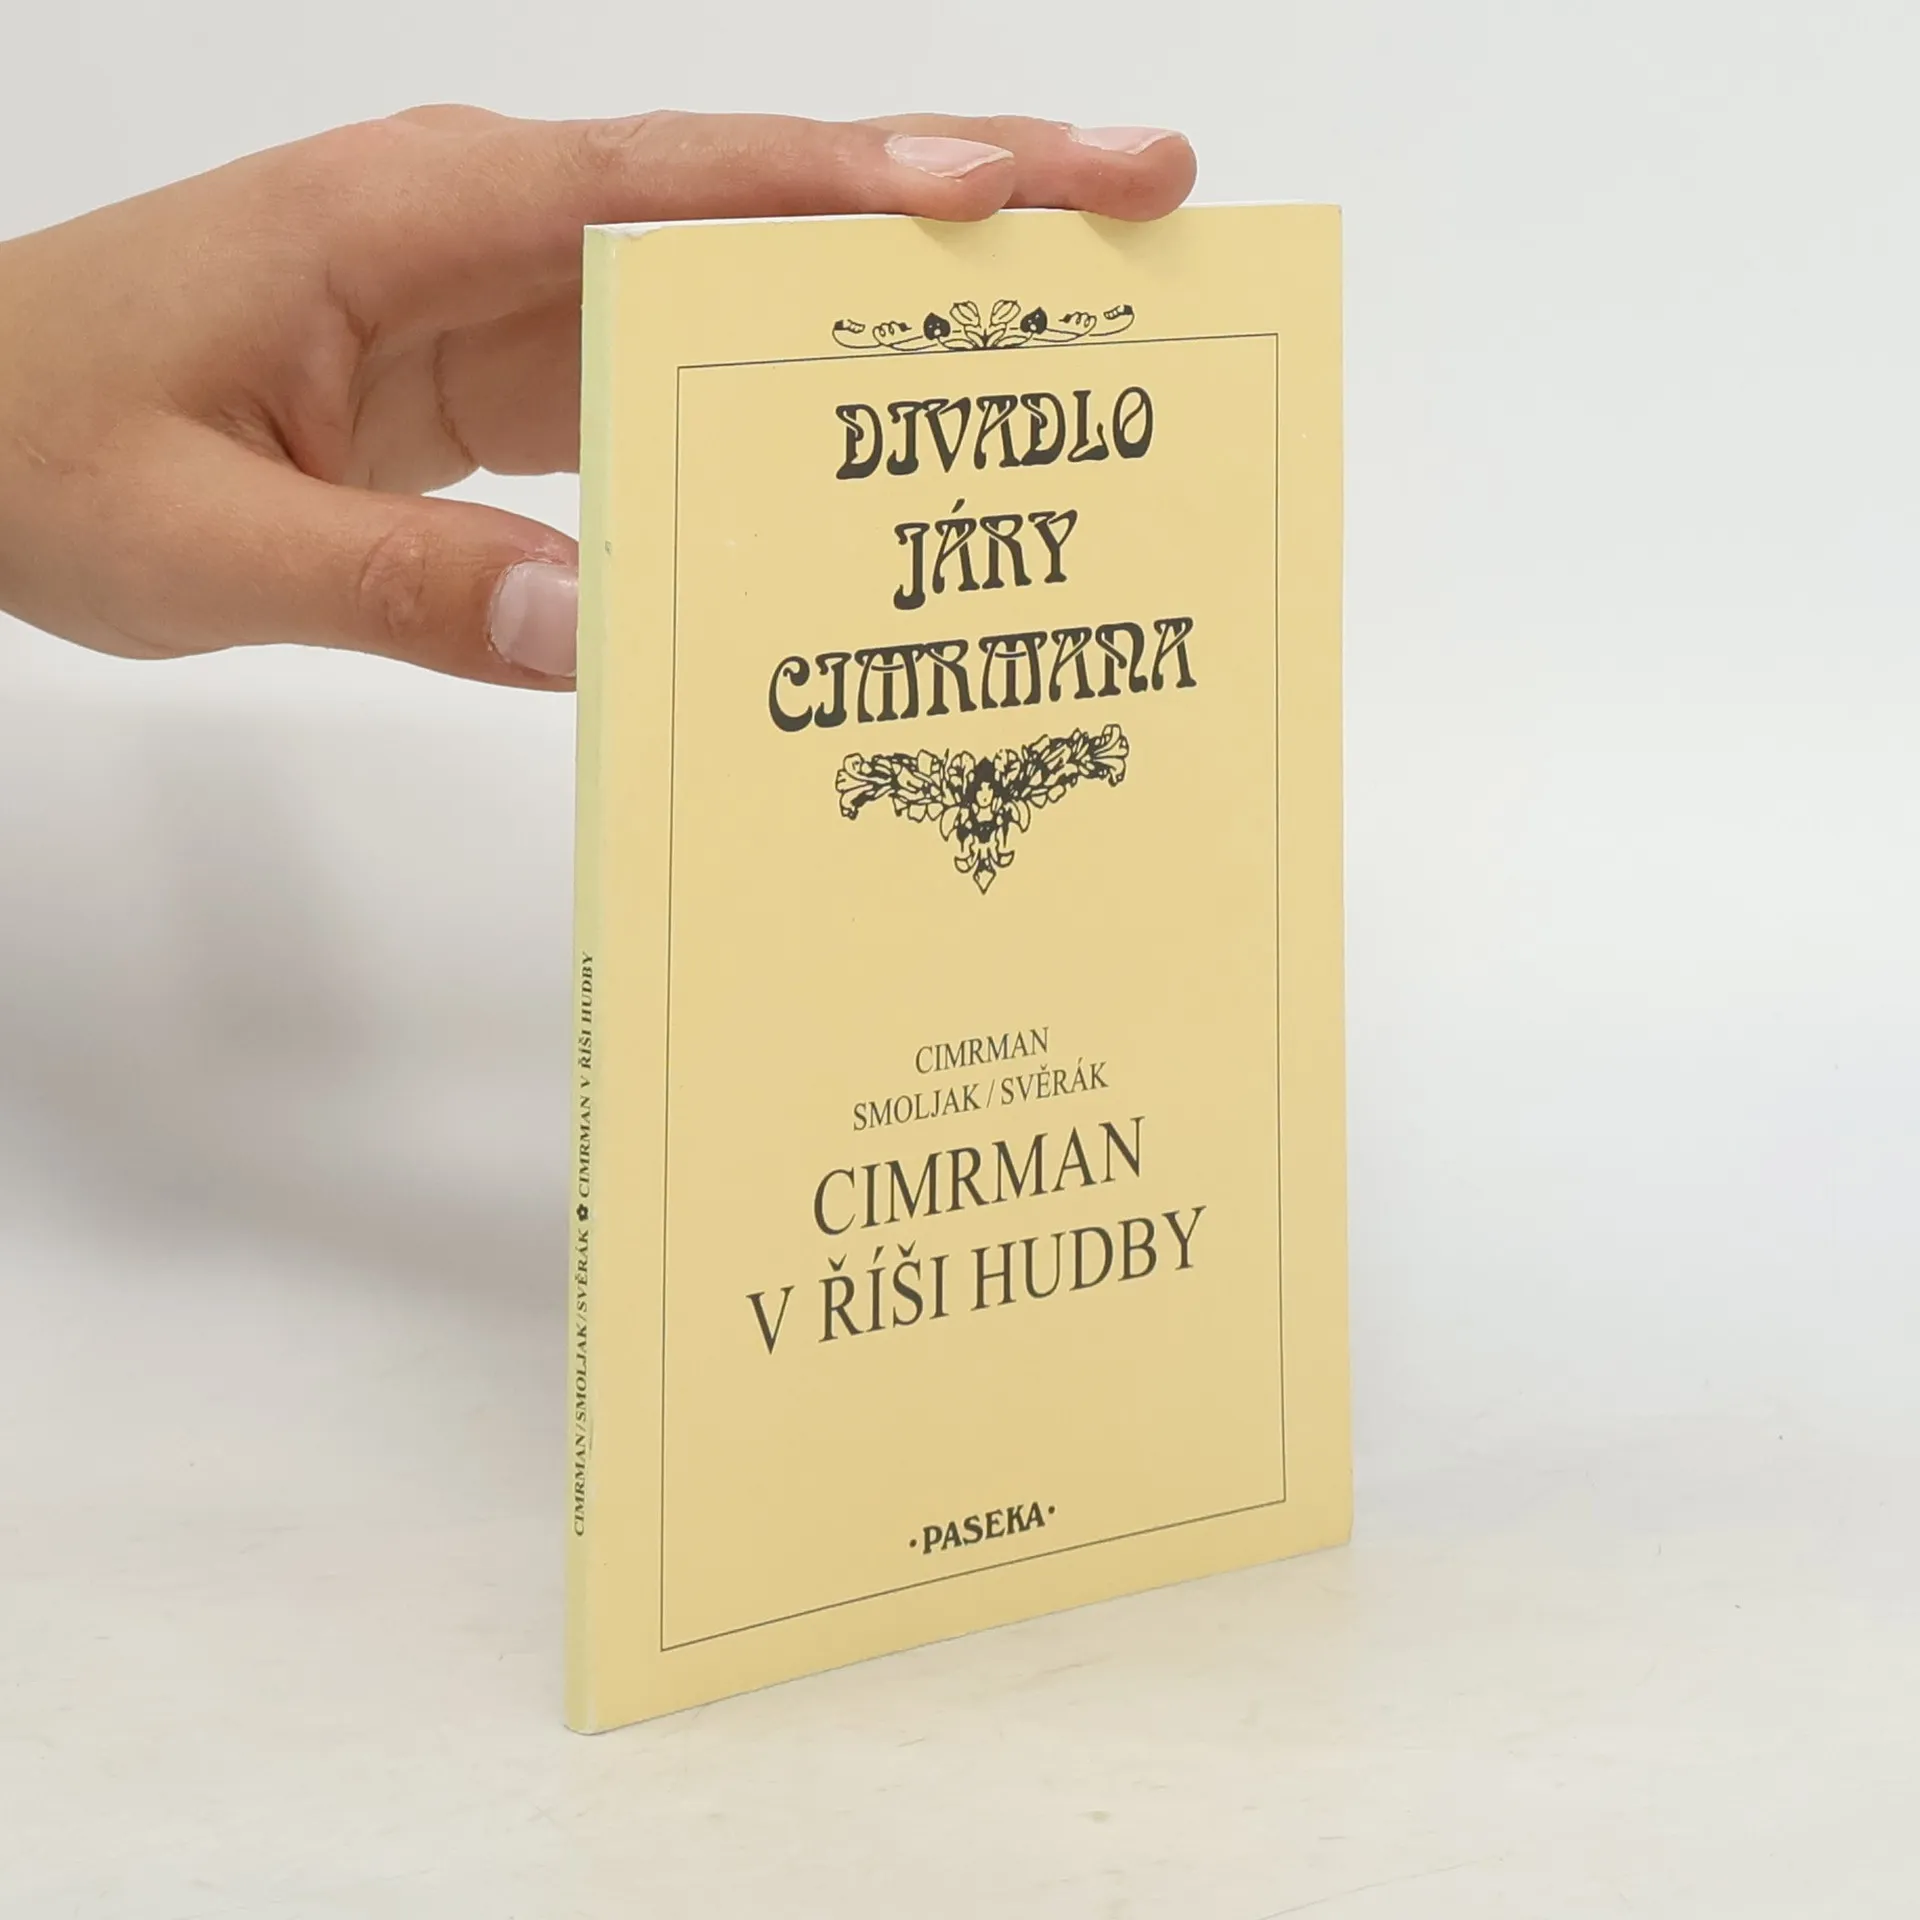 DIVADLO
JÁRY
CIMRMANA
CIMRMAN
SMOLJAK / SVĚRÁK
CIMRMAN
V ŘÍŠI HUDBY
·PASEKA·
CIMRMAN / SMOLJAK / SVĚRÁK ✿ CIMRMAN V ŘÍŠI HUDBY